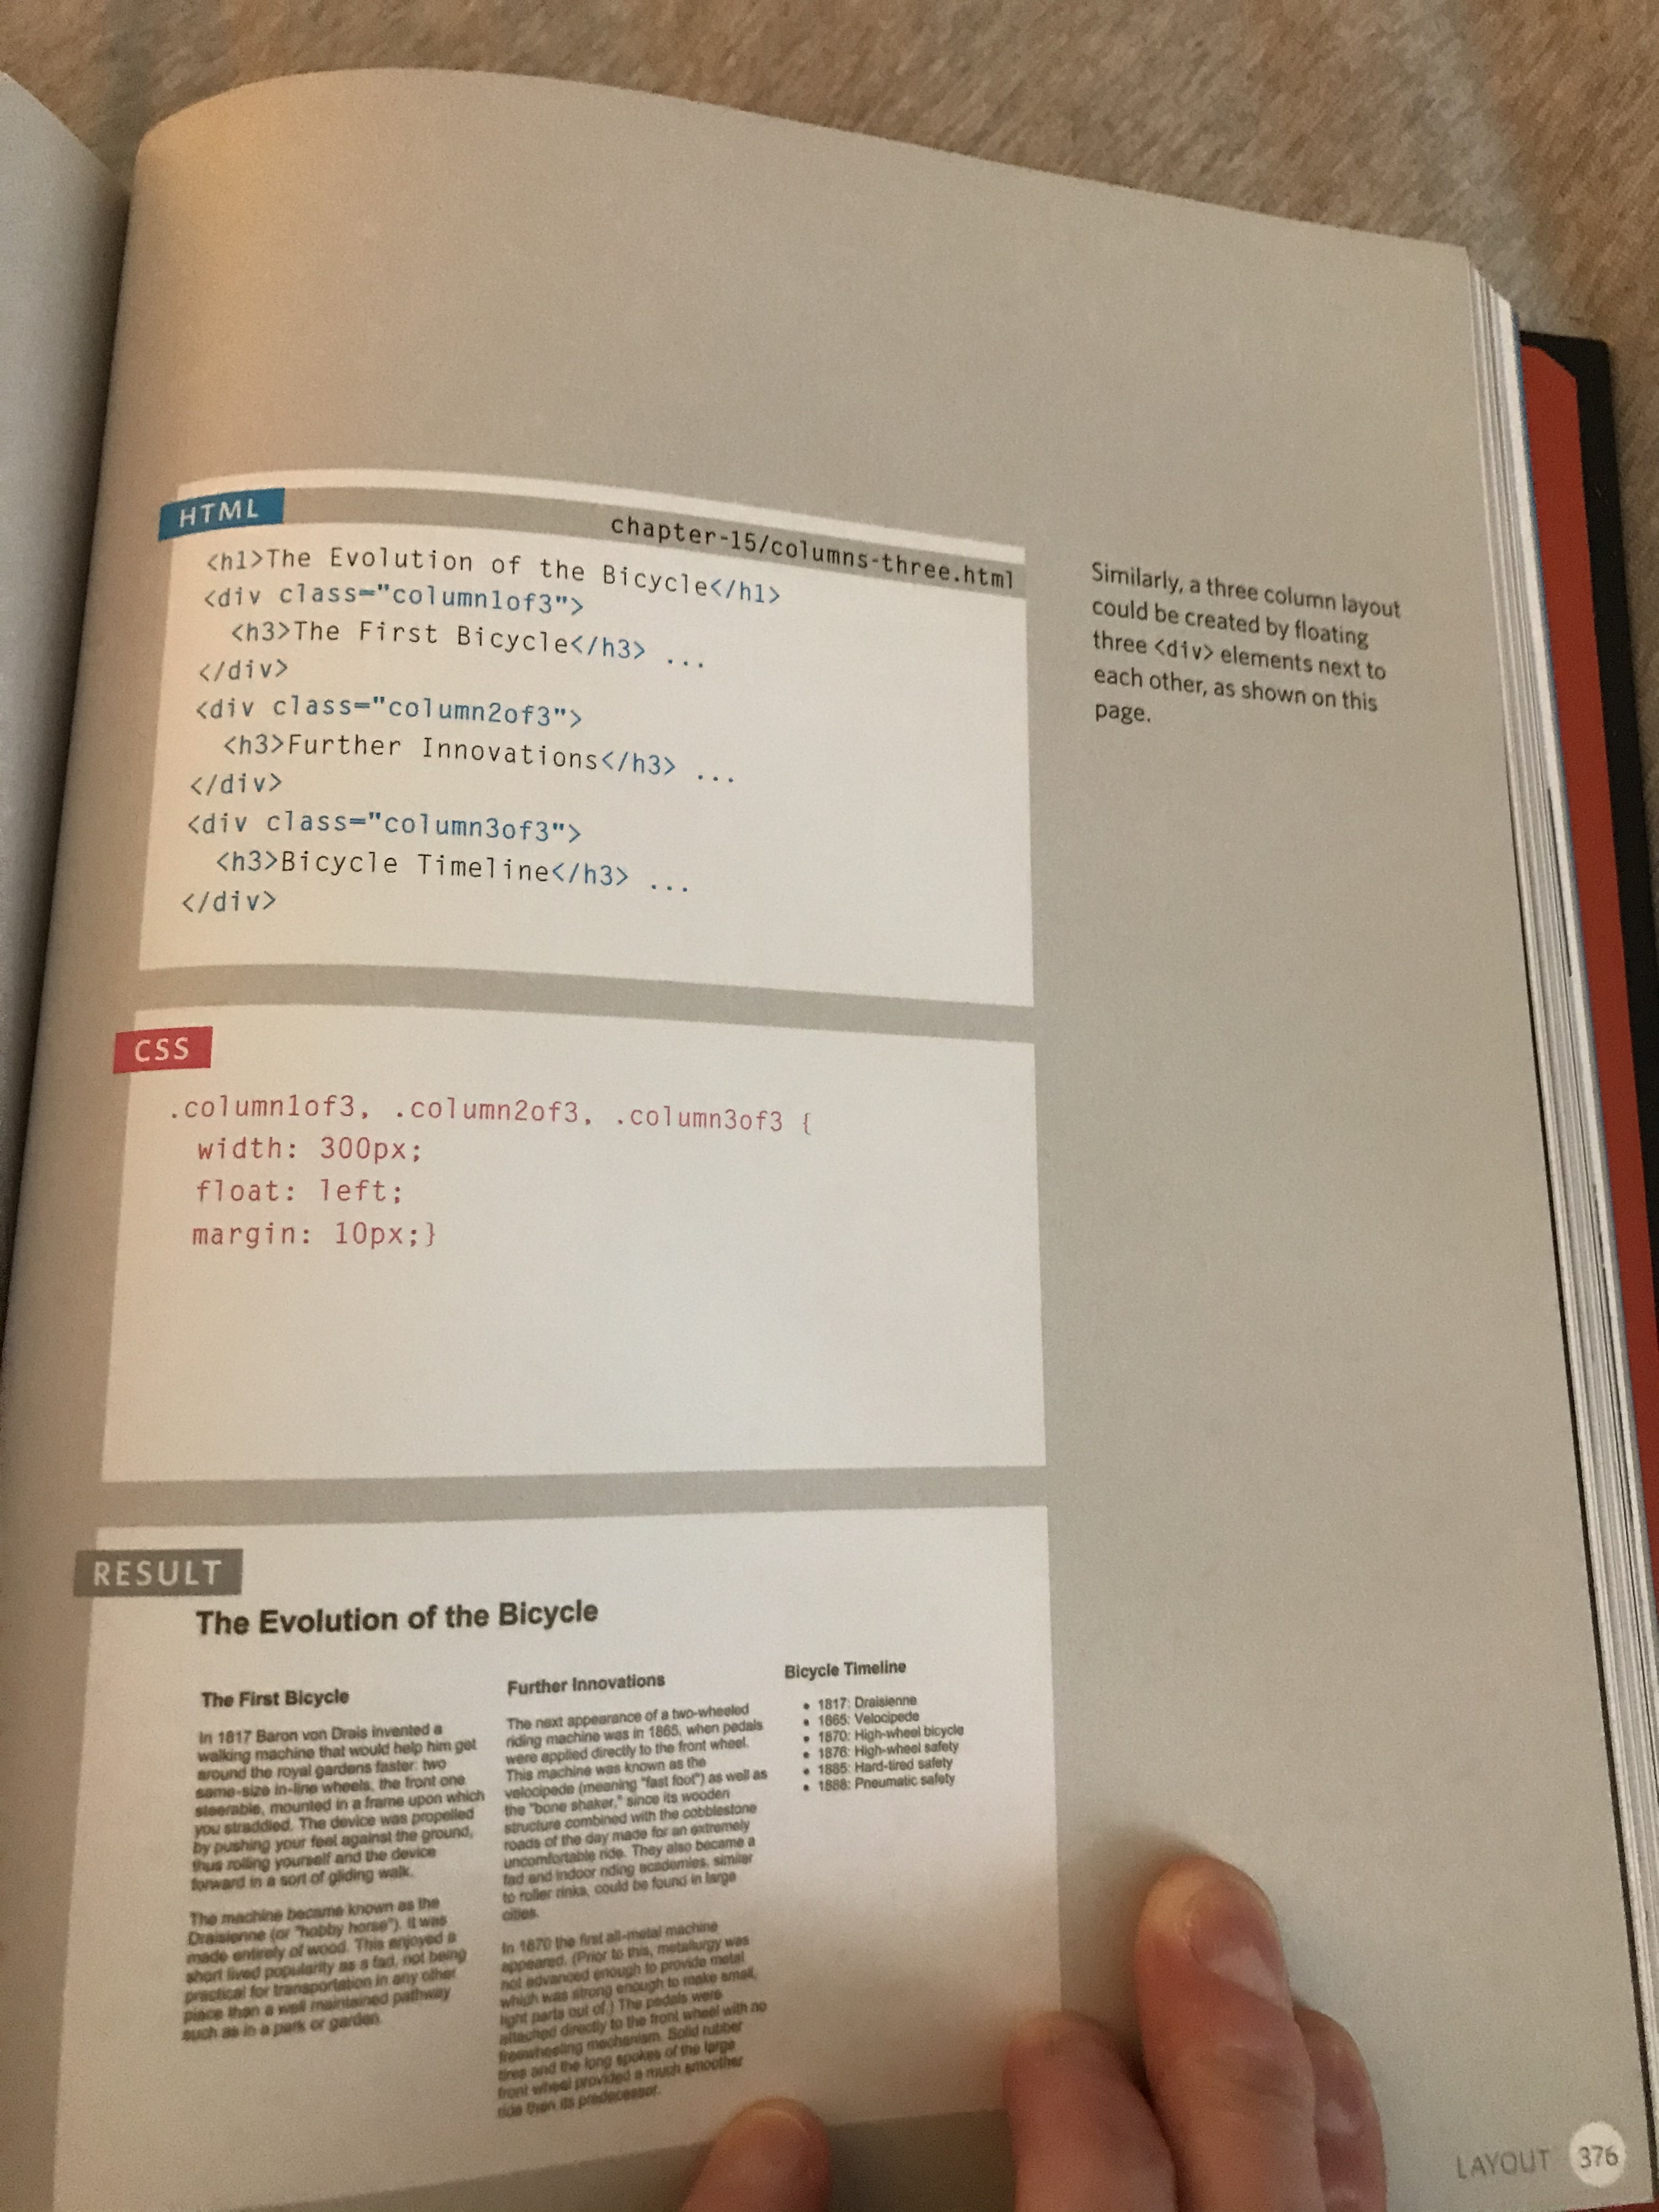 HTML
chapter-15/columns-three.html
<h1>The Evolution of the Bicycle</h1>
<div class="column1of3">
<h3>The First Bicycle</h3> ...
</div>
<div class="column2of3">
<h3>Further Innovations</h3> ...
</div>
<div class="column3of3">
<h3>Bicycle Timeline</h3> ...
</div>
Similarly, a three column layout
could be created by floating
three <div> elements next to
each other, as shown on this
page.
CSS
.column1of3, .column2of3, .column3of3 {
width: 300px;
float: left;
margin: 10px;}
RESULT
The Evolution of the Bicycle
The First Bicycle
In 1817 Baron von Drais invented a
walking machine that would help him get
around the royal gardens faster: two
same-size in-line wheels, the front one
steerable, mounted in a frame upon which
you straddled. The device was propelled
by pushing your feet against the ground,
thus rolling yourself and the device
forward in a sort of gliding walk.
The machine became known as the
Draisienne (or "hobby horse"). It was
made entirely of wood. This enjoyed a
short lived popularity as a fad, not being
practical for transportation in any other
place than a well maintained pathway
such as in a park or garden.
Further Innovations
The next appearance of a two-wheeled
riding machine was in 1865, when pedals
were applied directly to the front wheel.
This machine was known as the
velocipede (meaning "fast foot") as well as
the "bone shaker," since its wooden
structure combined with the cobblestone
roads of the day made for an extremely
uncomfortable ride. They also became a
fad and indoor riding academies, similar
to roller rinks, could be found in large
cities.
In 1870 the first all-metal machine
appeared. (Prior to this, metallurgy was
not advanced enough to provide metal
which was strong enough to make small,
light parts out of.) The pedals were
attached directly to the front wheel with no
freewheeling mechanism. Solid rubber
tires and the long spokes of the large
front wheel provided a much smoother
ride than its predecessor.
Bicycle Timeline
• 1817: Draisienne
• 1865: Velocipede
• 1870: High-wheel bicycle
• 1876: High-wheel safety
• 1885: Hard-tired safety
• 1888: Pneumatic safety
LAYOUT 376